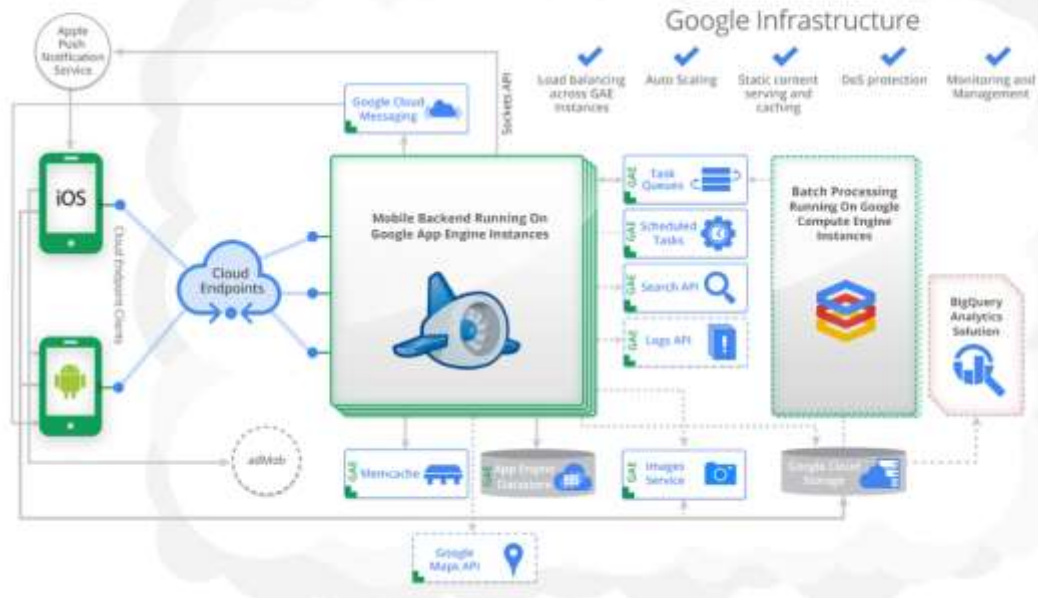 Google Infrastructure
Apple
Push
Notification
Service
Load Balancing
across GAE
Instances
Auto Scaling
Static content
serving and
caching
DoS protection
Monitoring and
Management
Google Cloud
Messaging
Sockets API
iOS
Cloud Endpoint Clients
Cloud
Endpoints
Mobile Backend Running On
Google App Engine Instances
GAE
Task
Queues
GAE
Scheduled
Tasks
GAE
Search API
GAE
Logs API
Batch Processing
Running On Google
Compute Engine
Instances
BigQuery
Analytics
Solution
adMob
GAE
Memcache
GAE
App Engine
Datastore
GAE
Images
Service
Google Cloud
Storage
Google
Maps API